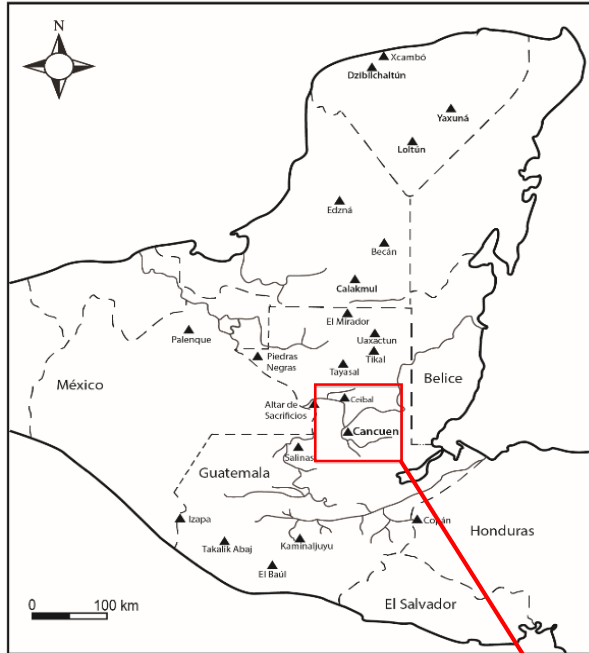 N
Xcambó
Dzibilchaltún
Yaxuná
Loltún
Edzná
Becán
Calakmul
El Mirador
Uaxactun
Tikal
Palenque
Piedras
Negras
Tayasal
México
Belice
Ceibal
Altar de
Sacrificios
Cancuen
Salinas
Guatemala
Izapa
Copán
Honduras
Takalik Abaj
Kaminaljuyu
El Baúl
El Salvador
0 100 km